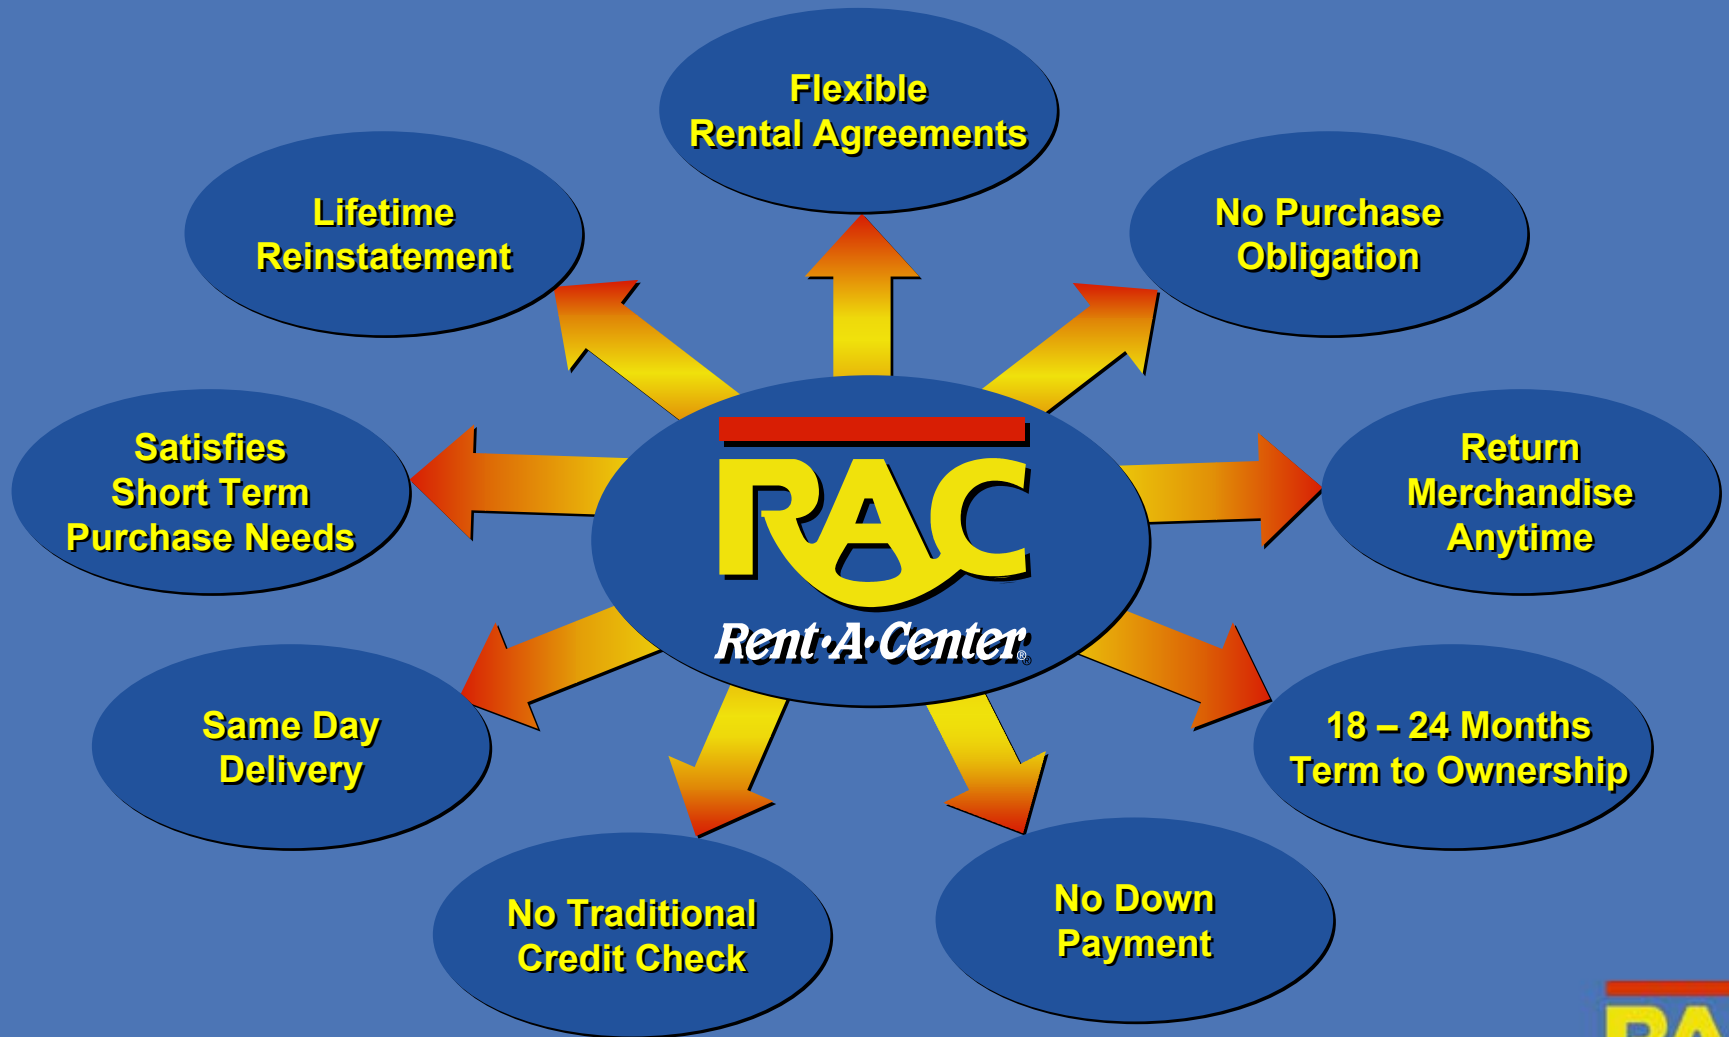 Flexible
Rental Agreements
Lifetime
Reinstatement
No Purchase
Obligation
Satisfies
Short Term
Purchase Needs
Return
Merchandise
Anytime
RAC
Rent·A·Center®
Same Day
Delivery
18 – 24 Months
Term to Ownership
No Traditional
Credit Check
No Down
Payment